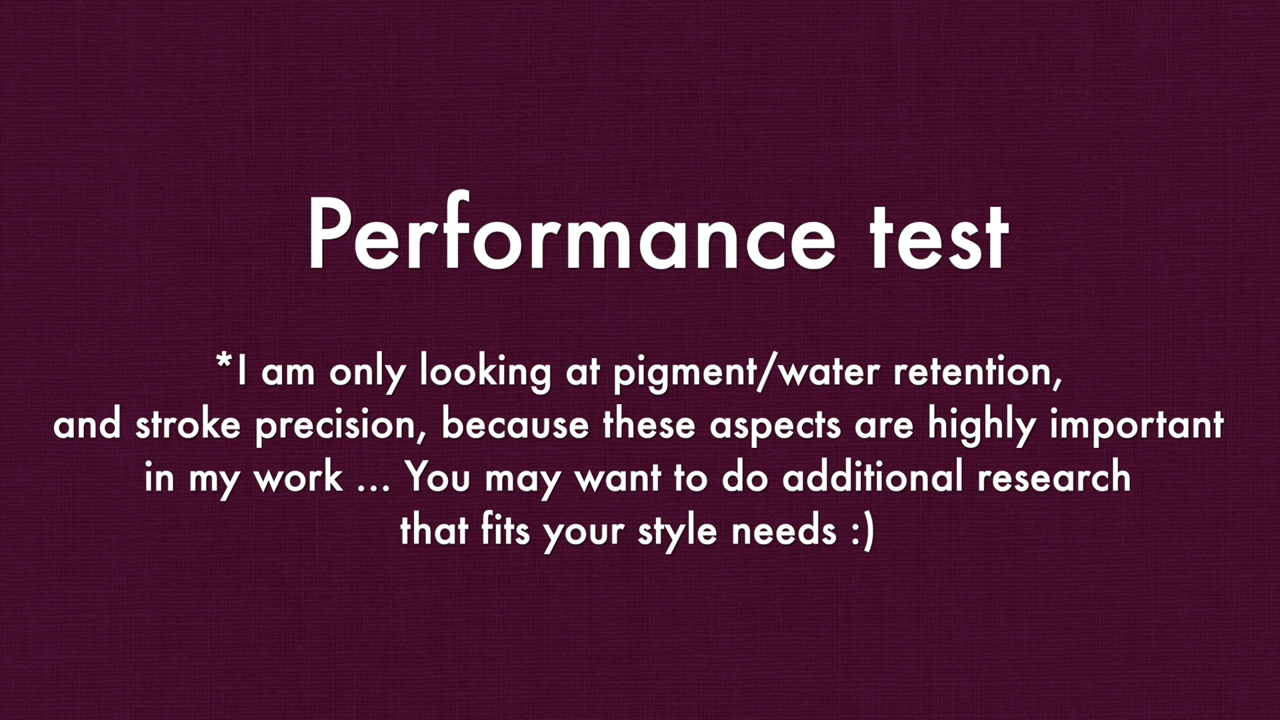 Performance test
*I am only looking at pigment/water retention,
and stroke precision, because these aspects are highly important
in my work ... You may want to do additional research
that fits your style needs :)